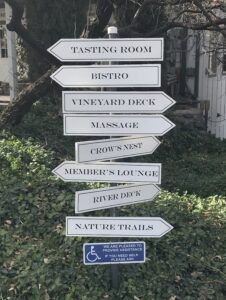 TASTING ROOM
BISTRO
VINEYARD DECK
MASSAGE
CROW'S NEST
MEMBER'S LOUNGE
RIVER DECK
NATURE TRAILS
WE ARE PLEASED TO
PROVIDE ASSISTANCE
IF YOU NEED HELP
PLEASE ASK